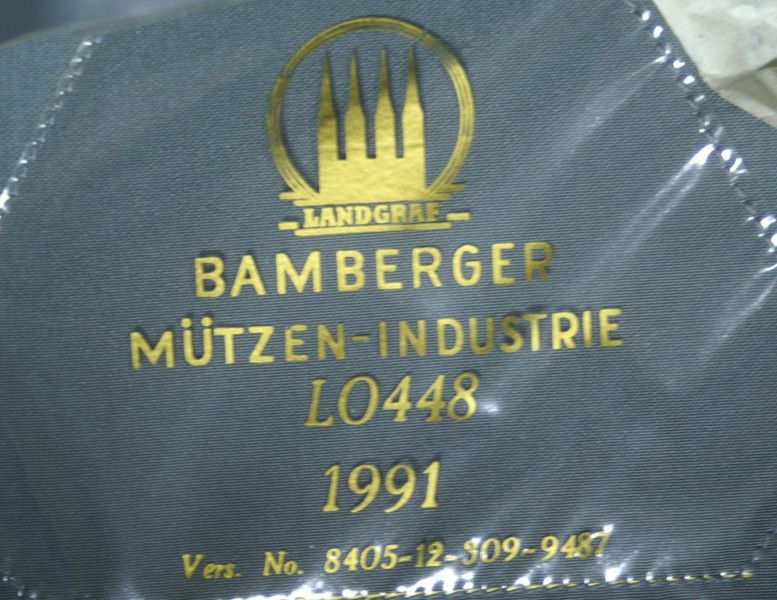 LANDGRAF
BAMBERGER
MÜTZEN-INDUSTRIE
LO448
1991
Vers. No. 8405-12-309-9487